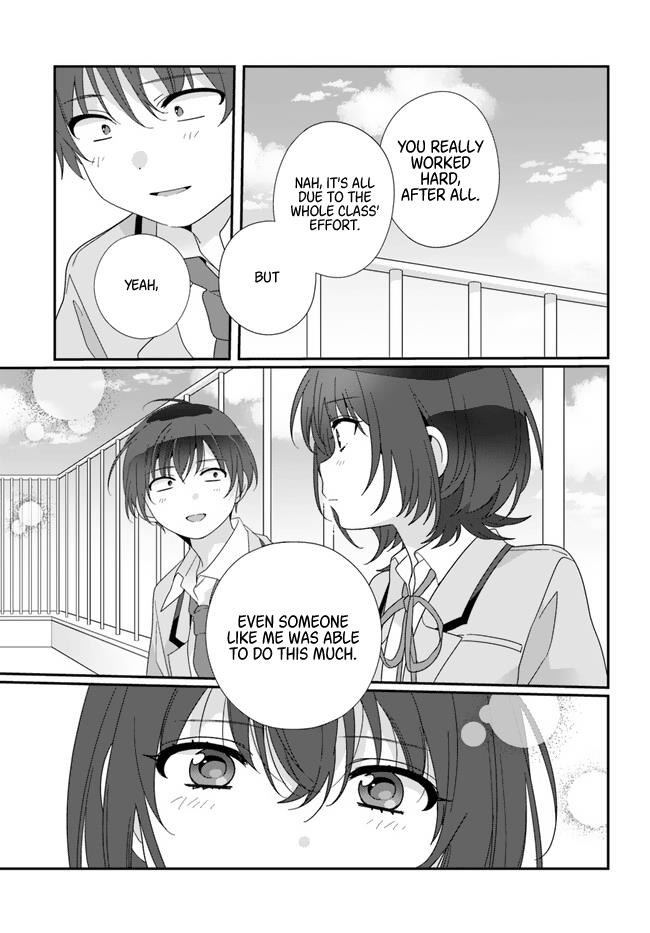 YOU REALLY
WORKED
HARD,
AFTER ALL.
NAH, IT'S ALL
DUE TO THE
WHOLE CLASS'
EFFORT.
BUT
YEAH,
EVEN SOMEONE
LIKE ME WAS ABLE
TO DO THIS MUCH.